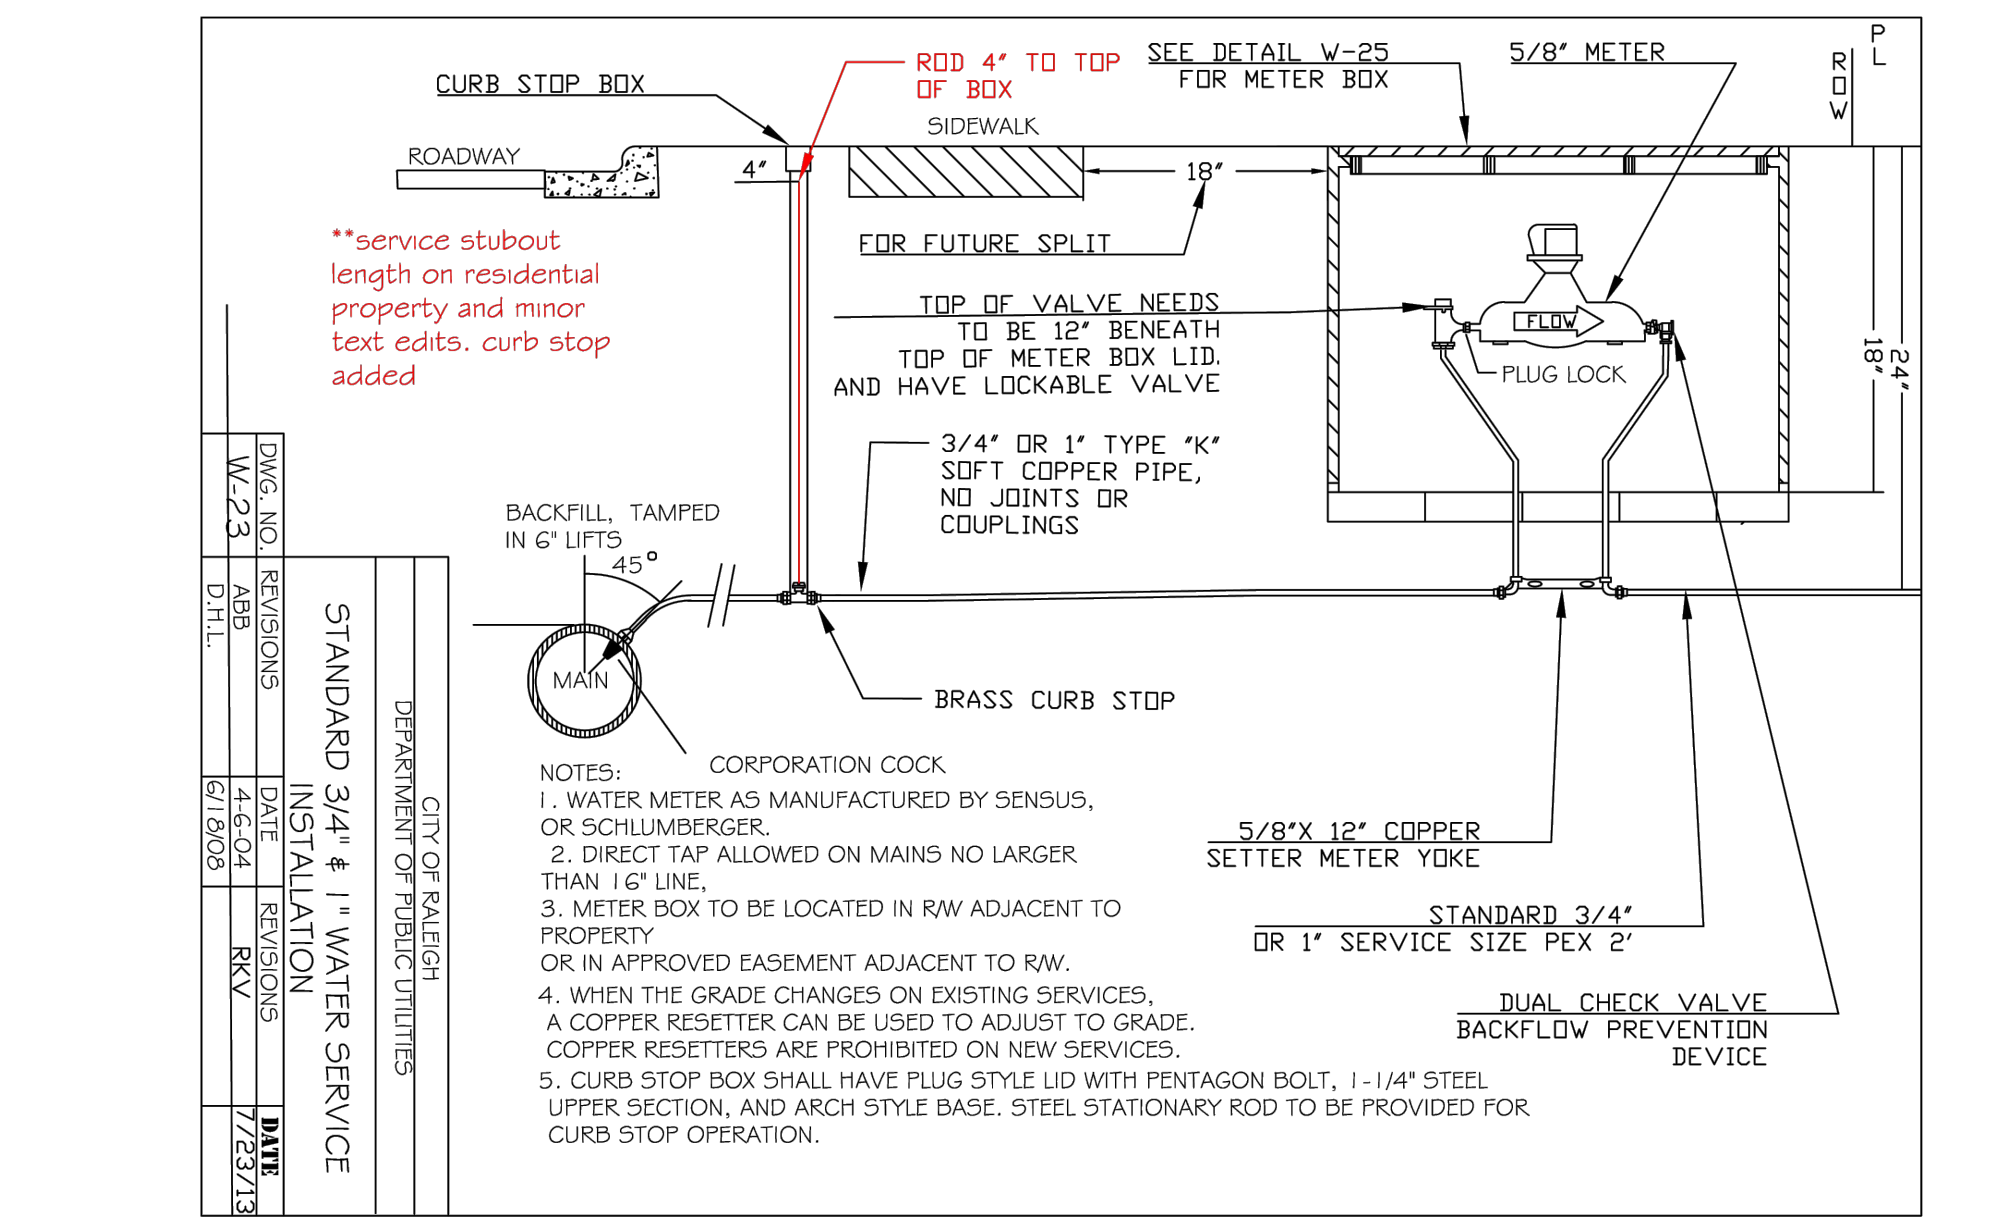 CURB STOP BOX
ROD 4" TO TOP
OF BOX
SEE DETAIL W-25
FOR METER BOX
5/8" METER
ROW
PL
SIDEWALK
ROADWAY
4"
18"
FOR FUTURE SPLIT
**service stubout
length on residential
property and minor
text edits. curb stop
added
TOP OF VALVE NEEDS
TO BE 12" BENEATH
TOP OF METER BOX LID.
AND HAVE LOCKABLE VALVE
FLOW
PLUG LOCK
18"
24"
3/4" OR 1" TYPE "K"
SOFT COPPER PIPE,
NO JOINTS OR
COUPLINGS
BACKFILL, TAMPED
IN 6" LIFTS
45°
MAIN
BRASS CURB STOP
CORPORATION COCK
5/8"X 12" COPPER
SETTER METER YOKE
STANDARD 3/4"
OR 1" SERVICE SIZE PEX 2'
DUAL CHECK VALVE
BACKFLOW PREVENTION
DEVICE
NOTES:
1. WATER METER AS MANUFACTURED BY SENSUS,
OR SCHLUMBERGER.
2. DIRECT TAP ALLOWED ON MAINS NO LARGER
THAN 16" LINE,
3. METER BOX TO BE LOCATED IN R/W ADJACENT TO
PROPERTY
OR IN APPROVED EASEMENT ADJACENT TO R/W.
4. WHEN THE GRADE CHANGES ON EXISTING SERVICES,
A COPPER RESETTER CAN BE USED TO ADJUST TO GRADE.
COPPER RESETTERS ARE PROHIBITED ON NEW SERVICES.
5. CURB STOP BOX SHALL HAVE PLUG STYLE LID WITH PENTAGON BOLT, 1-1/4" STEEL
UPPER SECTION, AND ARCH STYLE BASE. STEEL STATIONARY ROD TO BE PROVIDED FOR
CURB STOP OPERATION.
CITY OF RALEIGH
DEPARTMENT OF PUBLIC UTILITIES
STANDARD 3/4" & 1" WATER SERVICE
INSTALLATION
DWG. NO. REVISIONS DATE REVISIONS DATE
W-23 ABB 4-6-04 RKV 7/23/13
D.H.L. 6/18/08